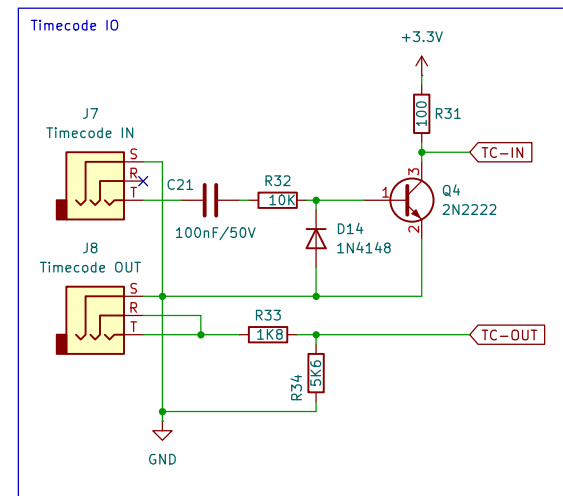 Timecode IO
+3.3V
100
R31
J7
Timecode IN
S
R
T
C21
100nF/50V
R32
10K
TC-IN
3
1
2
Q4
2N2222
D14
1N4148
J8
Timecode OUT
S
R
T
R33
1K8
TC-OUT
R34
5K6
GND